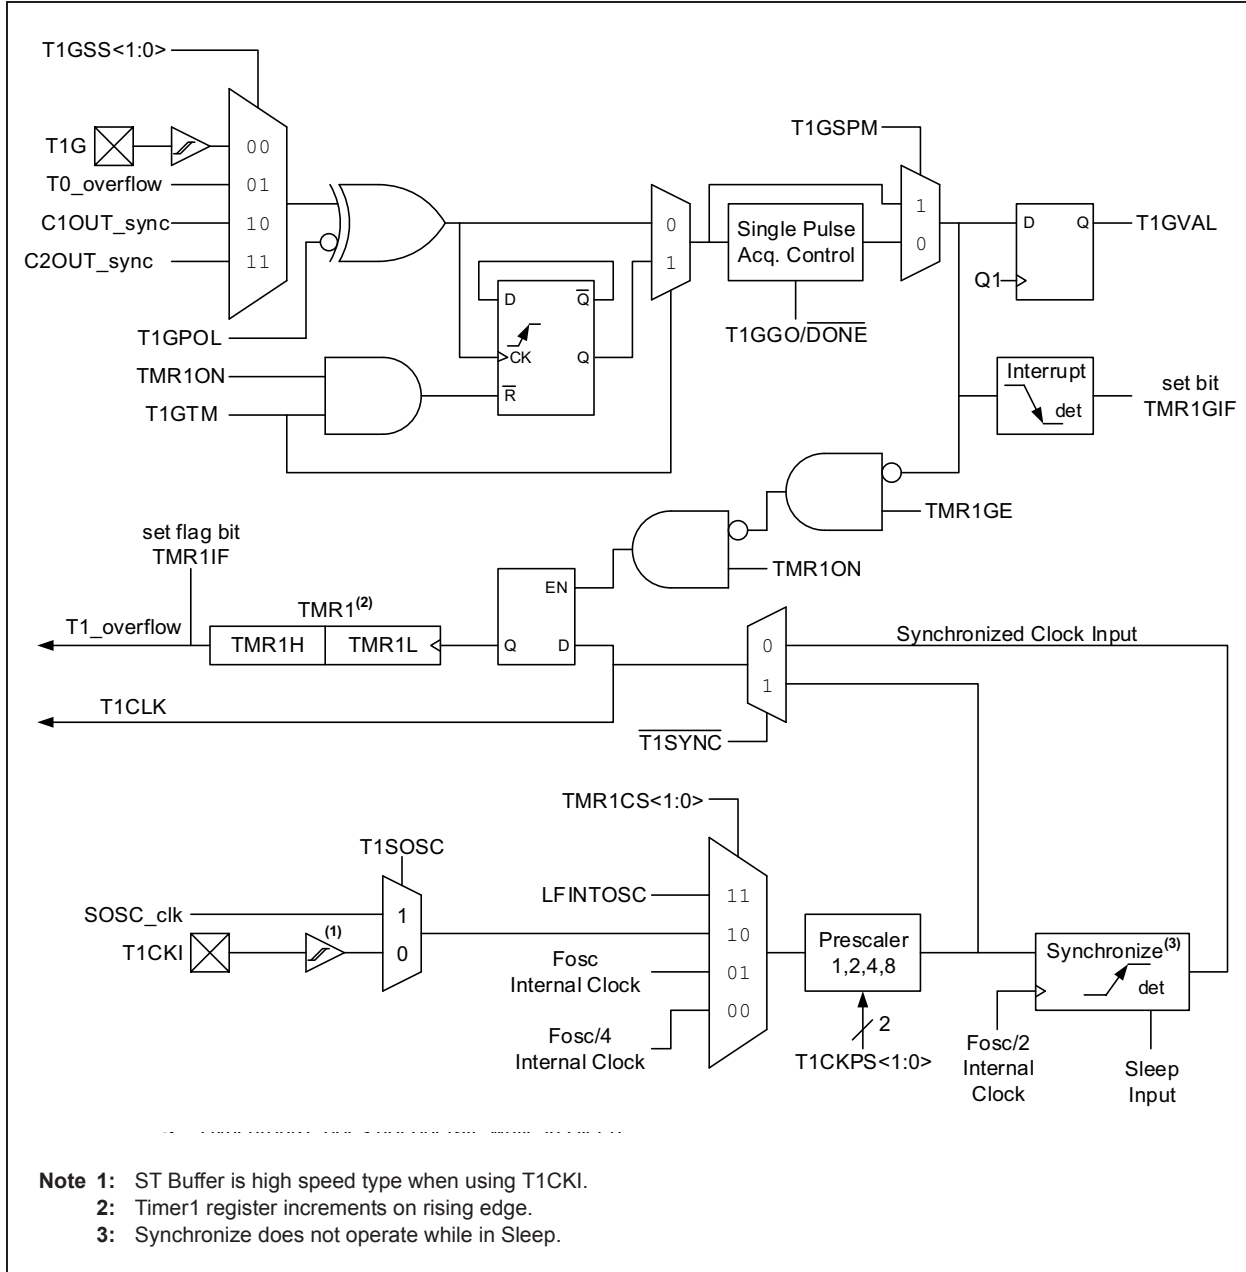 T1GSS<1:0>
T1G
00
T0_overflow
01
C1OUT_sync
10
C2OUT_sync
11
T1GPOL
TMR1ON
T1GTM
D
Q
CK
Q
R
0
1
T1GSPM
Single Pulse
Acq. Control
T1GGO/DONE
1
0
D
Q
Q1
T1GVAL
Interrupt
det
set bit
TMR1GIF
TMR1GE
TMR1ON
set flag bit
TMR1IF
TMR1(2)
T1_overflow
TMR1H
TMR1L
EN
Q
D
T1CLK
0
1
Synchronized Clock Input
T1SYNC
TMR1CS<1:0>
T1SOSC
SOSC_clk
1
T1CKI
(1)
0
LFINTOSC
11
10
Fosc
Internal Clock
01
Fosc/4
Internal Clock
00
Prescaler
1,2,4,8
2
T1CKPS<1:0>
Synchronize(3)
det
Fosc/2
Internal
Clock
Sleep
Input
Note 1: ST Buffer is high speed type when using T1CKI.
2: Timer1 register increments on rising edge.
3: Synchronize does not operate while in Sleep.